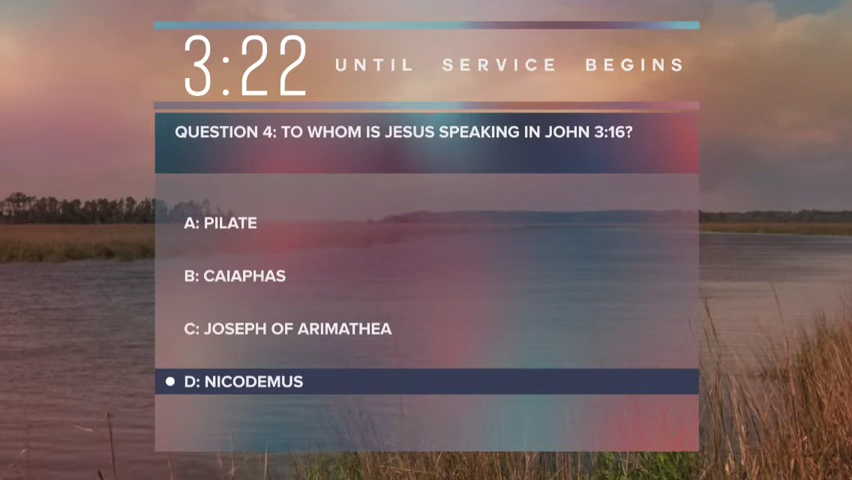 3:22 UNTIL SERVICE BEGINS
QUESTION 4: TO WHOM IS JESUS SPEAKING IN JOHN 3:16?
A: PILATE
B: CAIAPHAS
C: JOSEPH OF ARIMATHEA
D: NICODEMUS